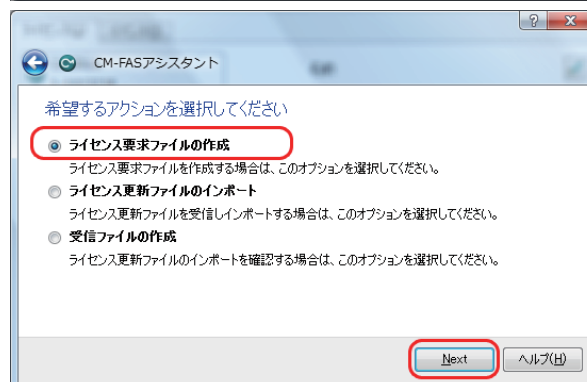 CM-FASアシスタント
希望するアクションを選択してください
ライセンス要求ファイルの作成
ライセンス要求ファイルを作成する場合は、このオプションを選択してください。
ライセンス更新ファイルのインポート
ライセンス更新ファイルを受信しインポートする場合は、このオプションを選択してください。
受信ファイルの作成
ライセンス更新ファイルのインポートを確認する場合は、このオプションを選択してください。
Next ヘルプ(H)